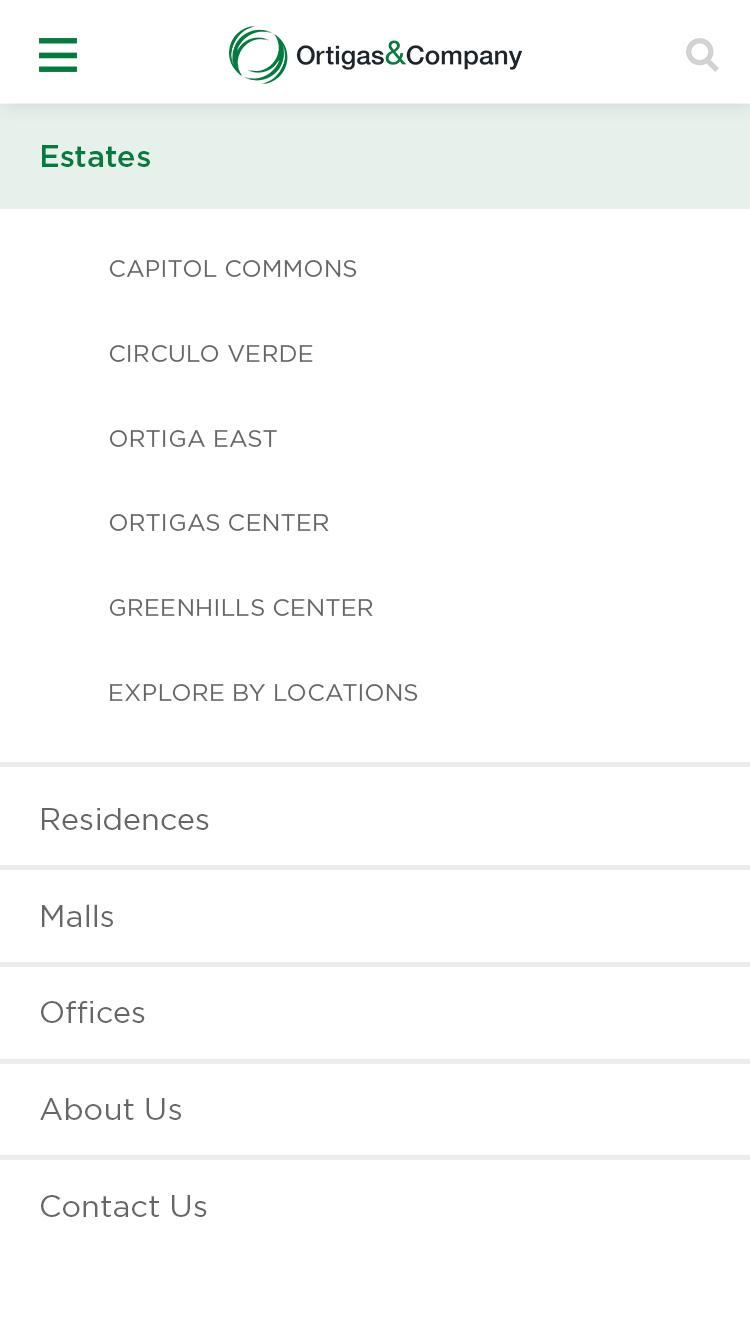 Ortigas&Company
Estates
CAPITOL COMMONS
CIRCULO VERDE
ORTIGA EAST
ORTIGAS CENTER
GREENHILLS CENTER
EXPLORE BY LOCATIONS
Residences
Malls
Offices
About Us
Contact Us